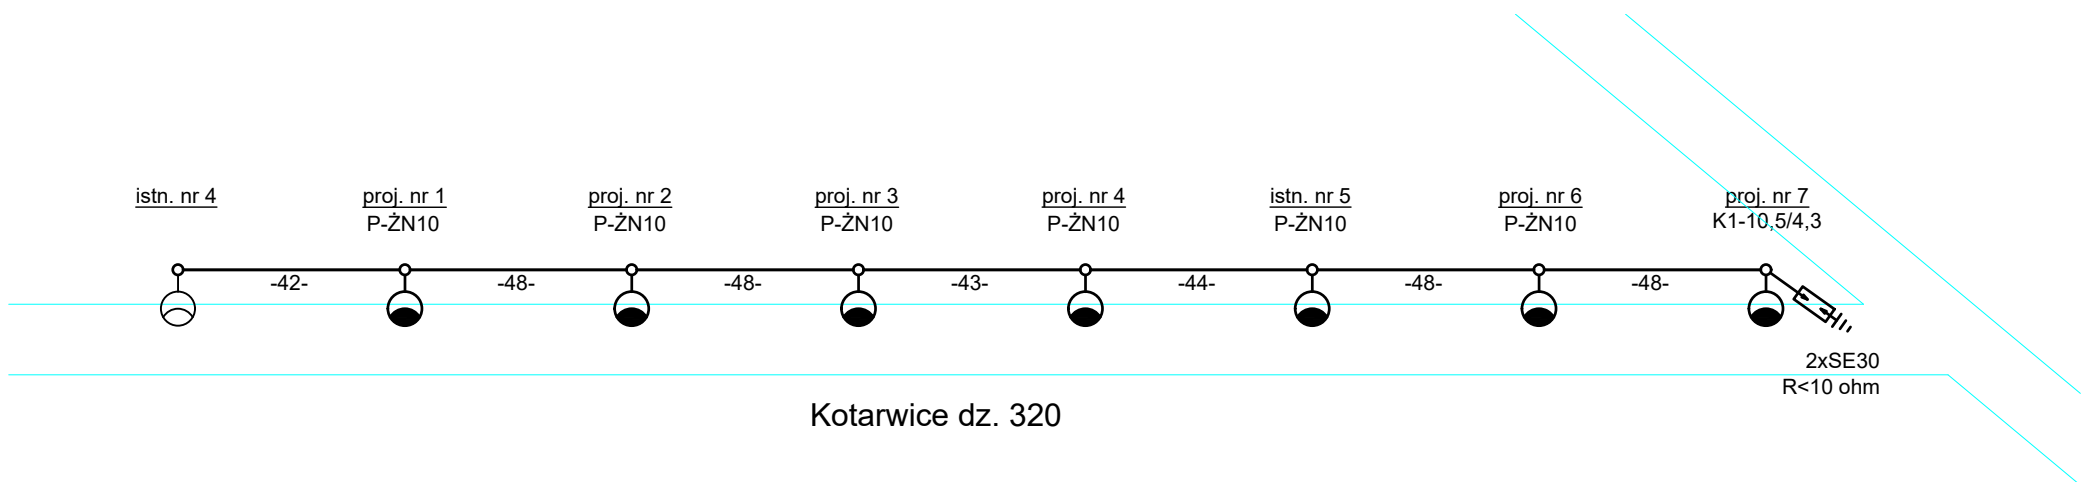 istn. nr 4
proj. nr 1
P-ŻN10
proj. nr 2
P-ŻN10
proj. nr 3
P-ŻN10
proj. nr 4
P-ŻN10
istn. nr 5
P-ŻN10
proj. nr 6
P-ŻN10
proj. nr 7
K1-10,5/4,3
-42-
-48-
-48-
-43-
-44-
-48-
-48-
2xSE30
R<10 ohm
Kotarwice dz. 320